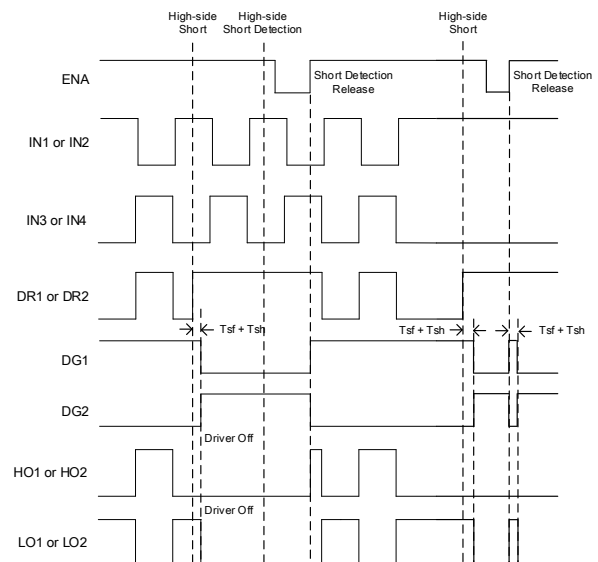 High-side
Short
High-side
Short Detection
High-side
Short
ENA
Short Detection
Release
Short Detection
Release
IN1 or IN2
IN3 or IN4
DR1 or DR2
Tsf + Tsh
Tsf + Tsh
Tsf + Tsh
DG1
DG2
Driver Off
HO1 or HO2
Driver Off
LO1 or LO2